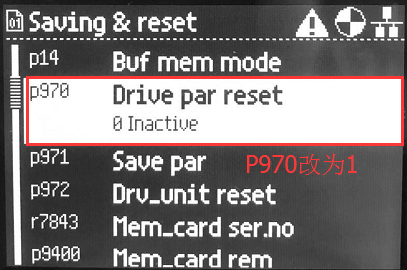 01 Saving & reset
p14 Buf mem mode
p970 Drive par reset
0 Inactive
p971 Save par P970改为1
p972 Drv_unit reset
r7843 Mem_card ser.no
p9400 Mem_card rem